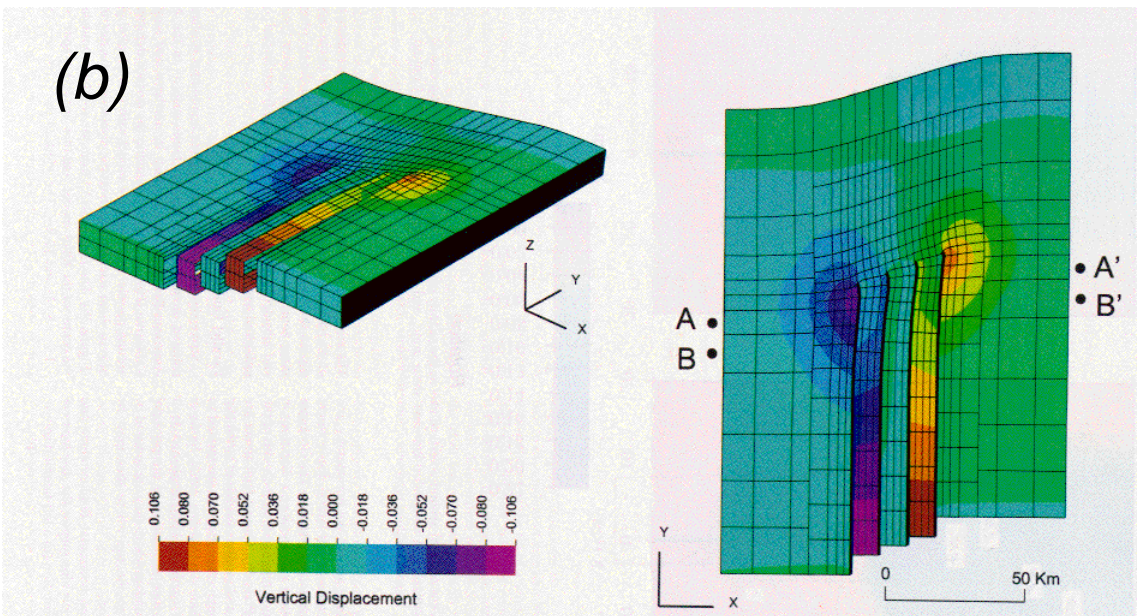 (b)
Z
Y
X
0.106
0.080
0.070
0.052
0.036
0.018
0.000
-0.018
-0.036
-0.052
-0.070
-0.080
-0.106
Vertical Displacement
A
B
A'
B'
Y
X
0
50 Km